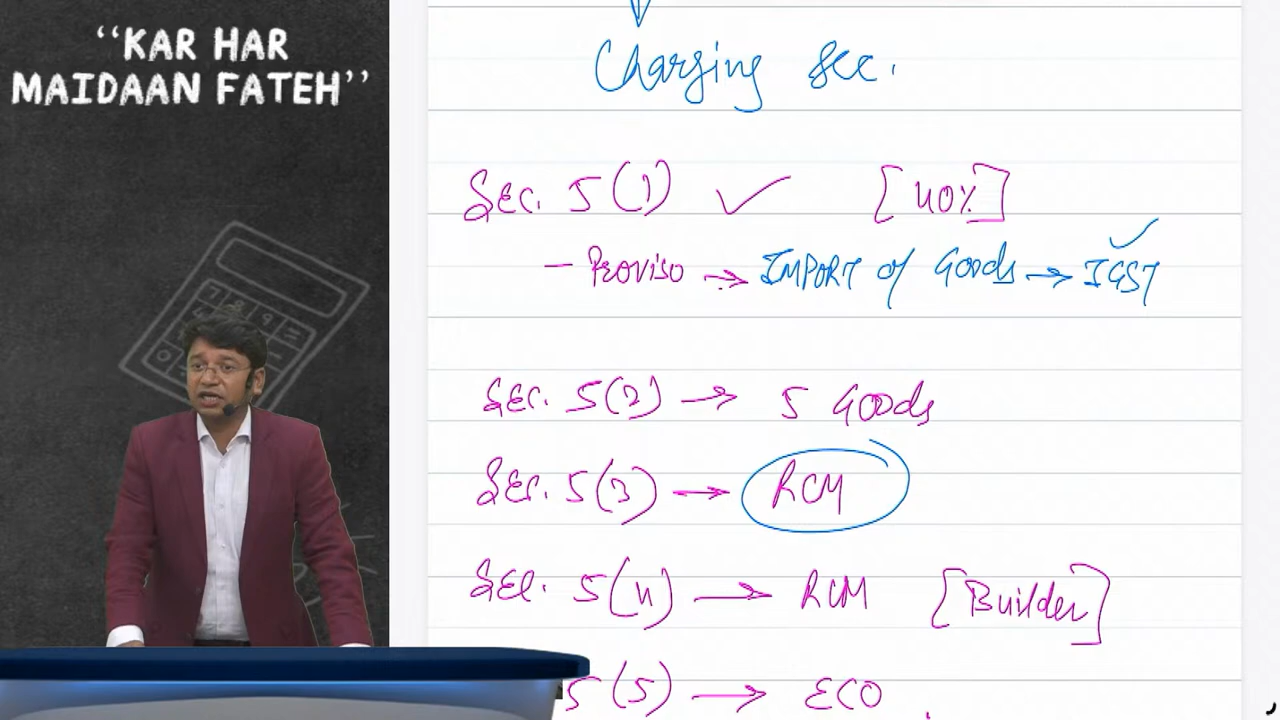 “KAR HAR
MAIDAAN FATEH”
Charging Sec.
Sec. 5(1) ✓ [40%]
– Proviso → IMPORT of Goods → IGST ✓
Sec. 5(2) → 5 Goods
Sec. 5(3) → RCM
Sec. 5(4) → RCM [Builder]
5(5) → ECO